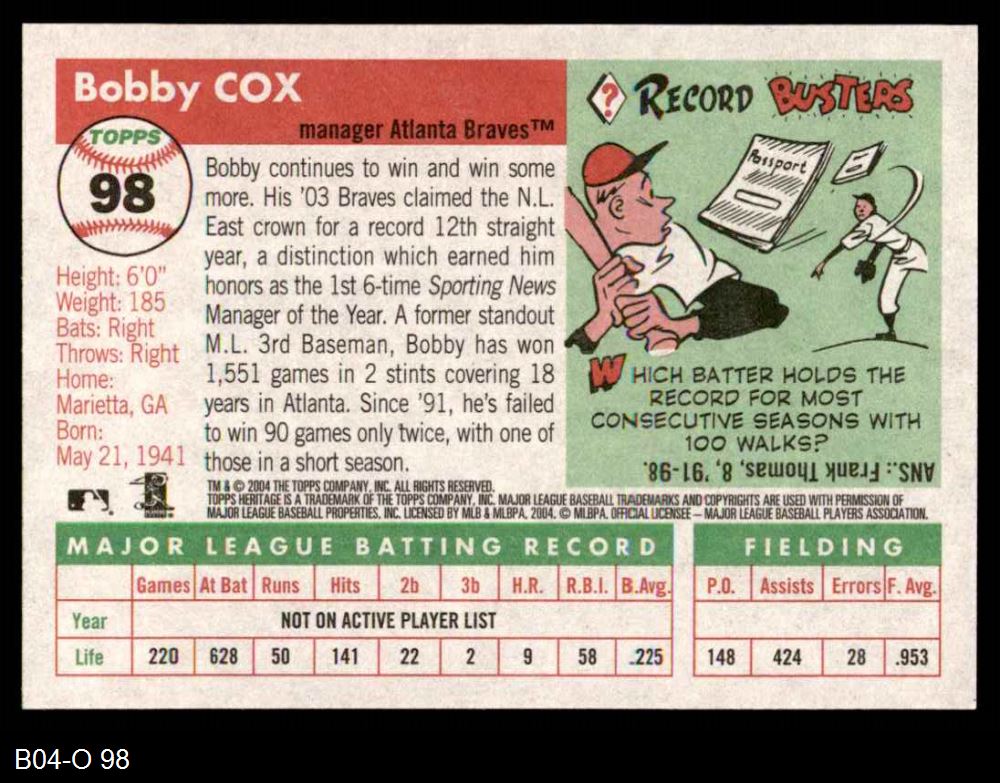 Bobby COX
manager Atlanta Braves™
TOPPS
98
Height: 6'0"
Weight: 185
Bats: Right
Throws: Right
Home:
Marietta, GA
Born:
May 21, 1941
Bobby continues to win and win some
more. His '03 Braves claimed the N.L.
East crown for a record 12th straight
year, a distinction which earned him
honors as the 1st 6-time Sporting News
Manager of the Year. A former standout
M.L. 3rd Baseman, Bobby has won
1,551 games in 2 stints covering 18
years in Atlanta. Since '91, he's failed
to win 90 games only twice, with one of
those in a short season.
? RECORD BUSTERS
Passport
WHICH BATTER HOLDS THE
RECORD FOR MOST
CONSECUTIVE SEASONS WITH
100 WALKS?
ANS.: Frank Thomas, 8, '91-98.
TM & © 2004 THE TOPPS COMPANY, INC. ALL RIGHTS RESERVED.
TOPPS HERITAGE IS A TRADEMARK OF THE TOPPS COMPANY, INC. MAJOR LEAGUE BASEBALL TRADEMARKS AND COPYRIGHTS ARE USED WITH PERMISSION OF
MAJOR LEAGUE BASEBALL PROPERTIES, INC. LICENSED BY MLB & MLBPA, 2004. © MLBPA. OFFICIAL LICENSEE – MAJOR LEAGUE BASEBALL PLAYERS ASSOCIATION.
MAJOR LEAGUE BATTING RECORD FIELDING
Games At Bat Runs Hits 2b 3b H.R. R.B.I. B.Avg. P.O. Assists Errors F. Avg.
Year NOT ON ACTIVE PLAYER LIST
Life 220 628 50 141 22 2 9 58 .225 148 424 28 .953
B04-O 98